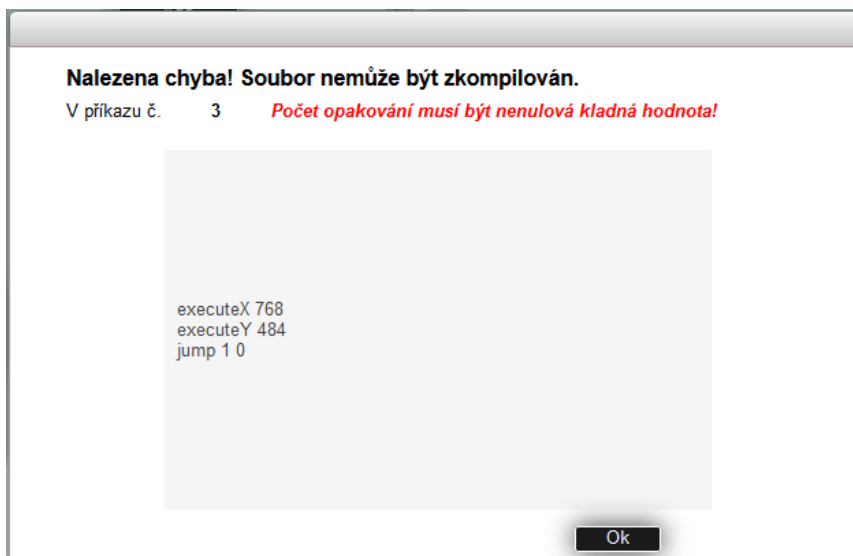 Nalezena chyba! Soubor nemůže být zkompilován.
V příkazu č. 3 Počet opakování musí být nenulová kladná hodnota!
executeX 768
executeY 484
jump 1 0
Ok